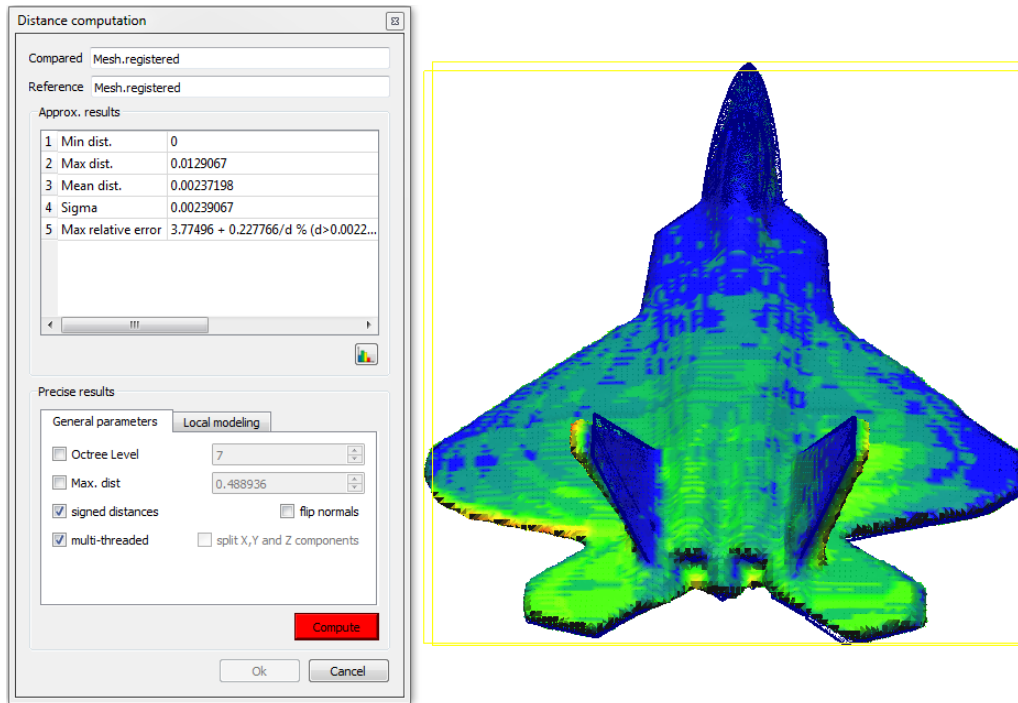 Distance computation
Compared Mesh.registered
Reference Mesh.registered
Approx. results
1 Min dist. 0
2 Max dist. 0.0129067
3 Mean dist. 0.00237198
4 Sigma 0.00239067
5 Max relative error 3.77496 + 0.227766/d % (d>0.0022...
Precise results
General parameters Local modeling
Octree Level 7
Max. dist 0.488936
signed distances flip normals
multi-threaded split X,Y and Z components
Compute
Ok Cancel